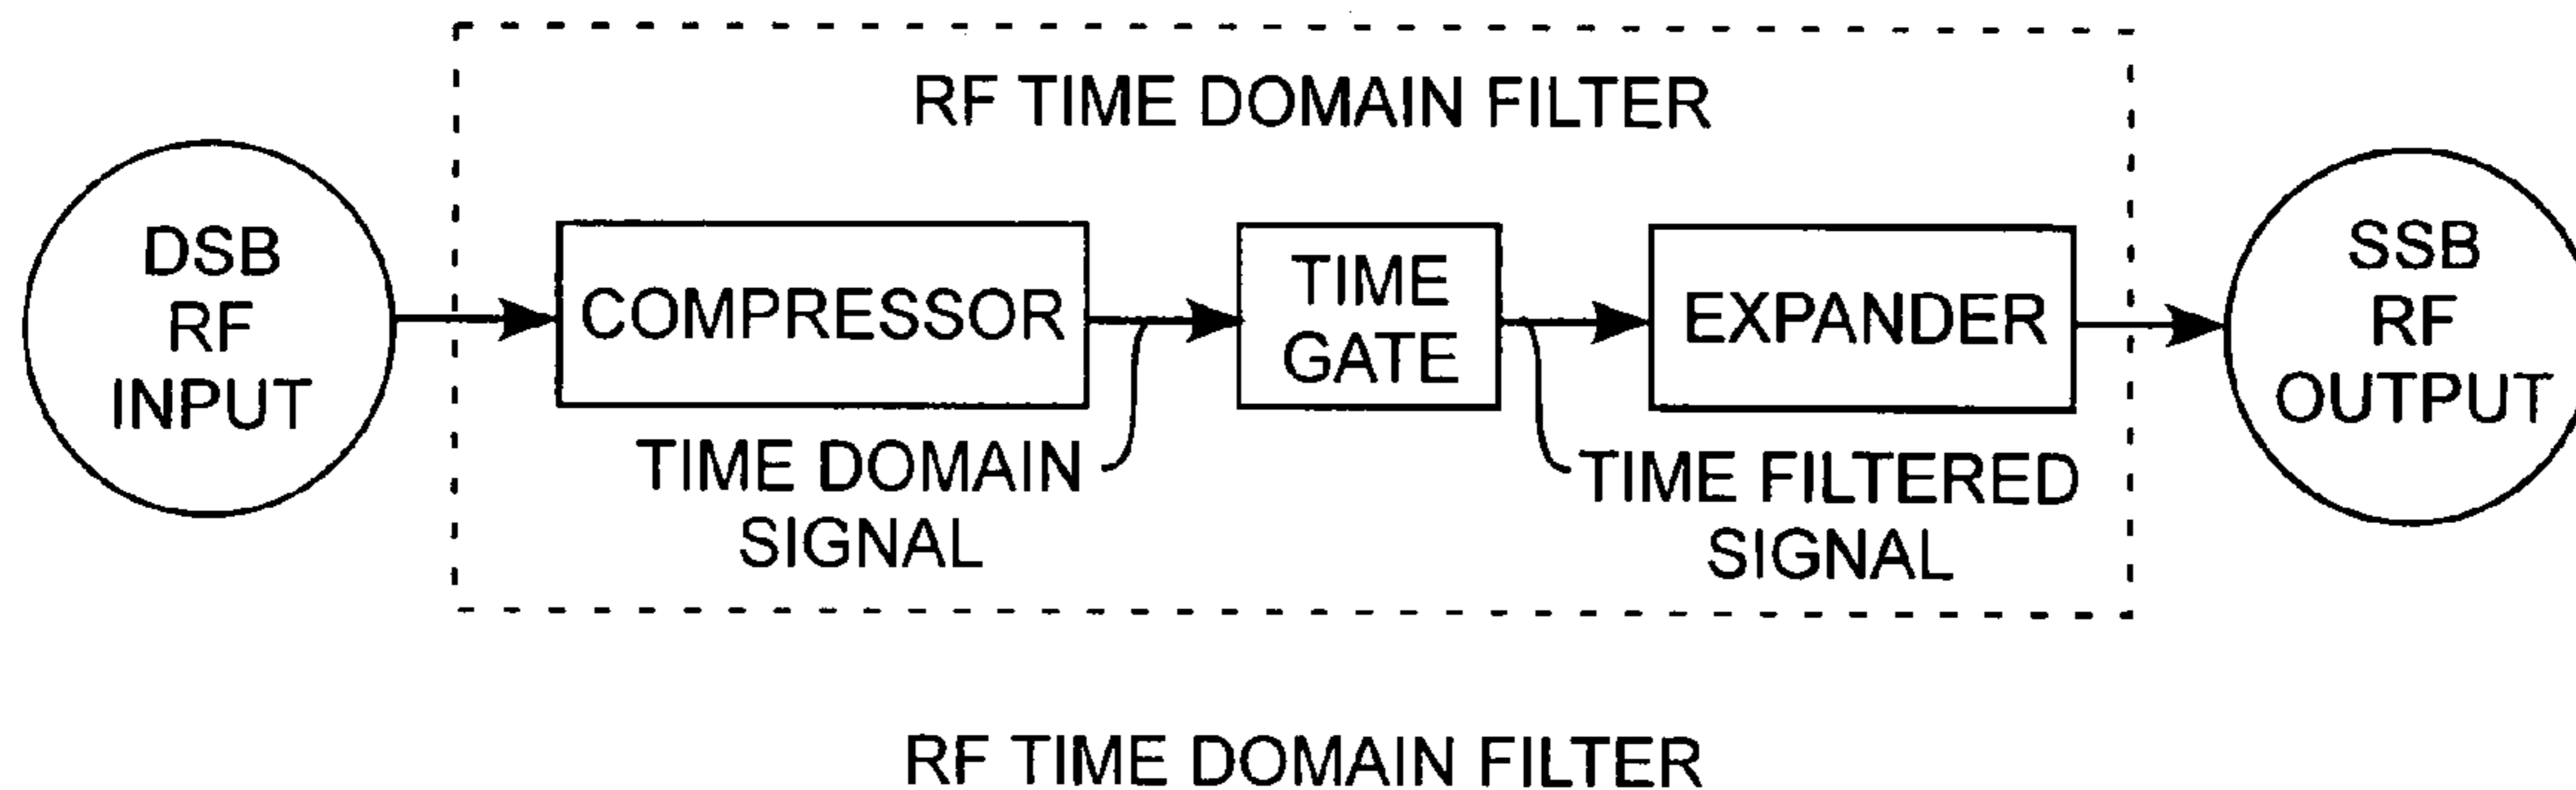 RF TIME DOMAIN FILTER
DSB
RF
INPUT
COMPRESSOR
TIME DOMAIN
SIGNAL
TIME
GATE
EXPANDER
TIME FILTERED
SIGNAL
SSB
RF
OUTPUT
RF TIME DOMAIN FILTER